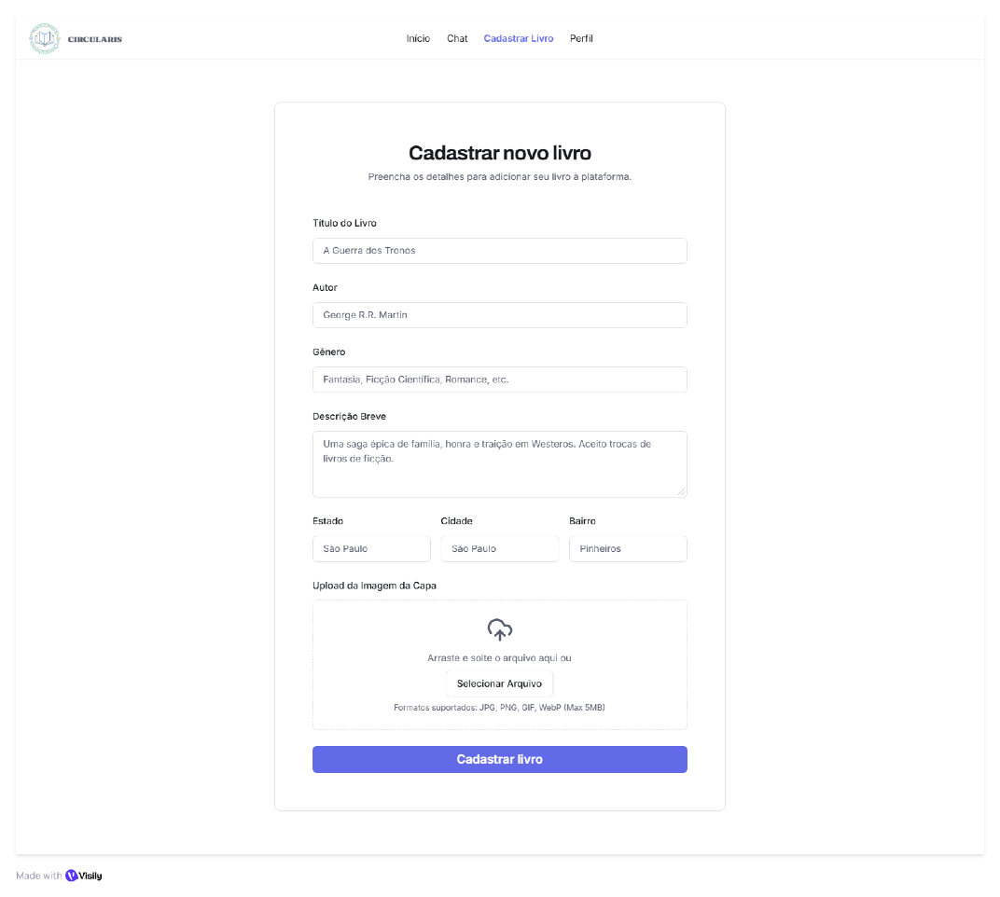 CIRCULARIS
Início Chat Cadastrar Livro Perfil
Cadastrar novo livro
Preencha os detalhes para adicionar seu livro à plataforma.
Título do Livro
A Guerra dos Tronos
Autor
George R.R. Martin
Gênero
Fantasia, Ficção Científica, Romance, etc.
Descrição Breve
Uma saga épica de família, honra e traição em Westeros. Aceito trocas de
livros de ficção.
Estado Cidade Bairro
São Paulo São Paulo Pinheiros
Upload da Imagem da Capa
Arraste e solte o arquivo aqui ou
Selecionar Arquivo
Formatos suportados: JPG, PNG, GIF, WebP (Max 5MB)
Cadastrar livro
Made with Visily